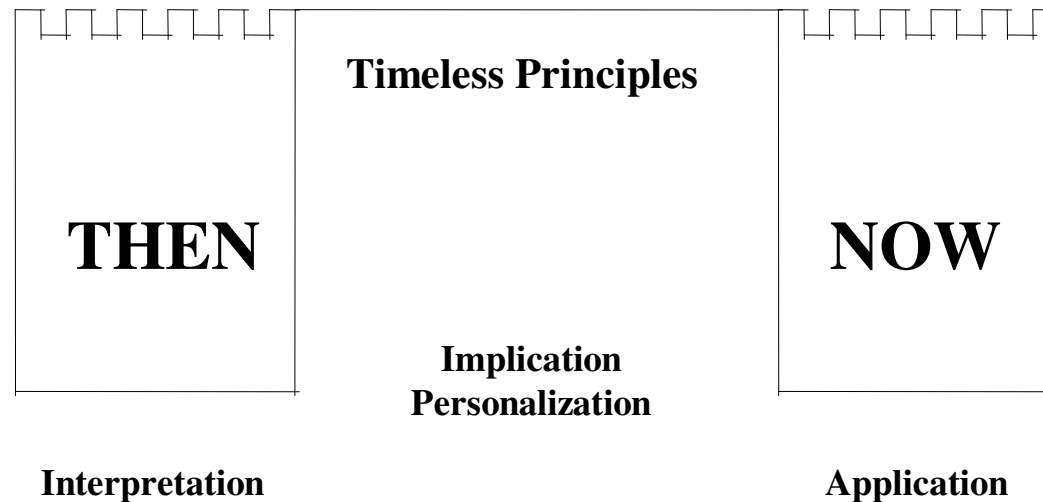 Timeless Principles
THEN
NOW
Implication
Personalization
Interpretation
Application